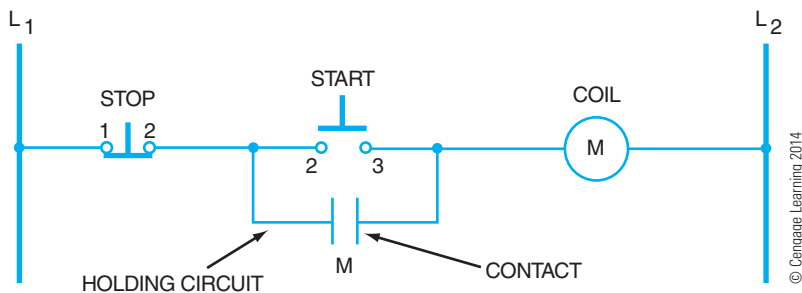 L1
L2
START
STOP
COIL
1 2
M
2 3
M
HOLDING CIRCUIT
CONTACT
© Cengage Learning 2014